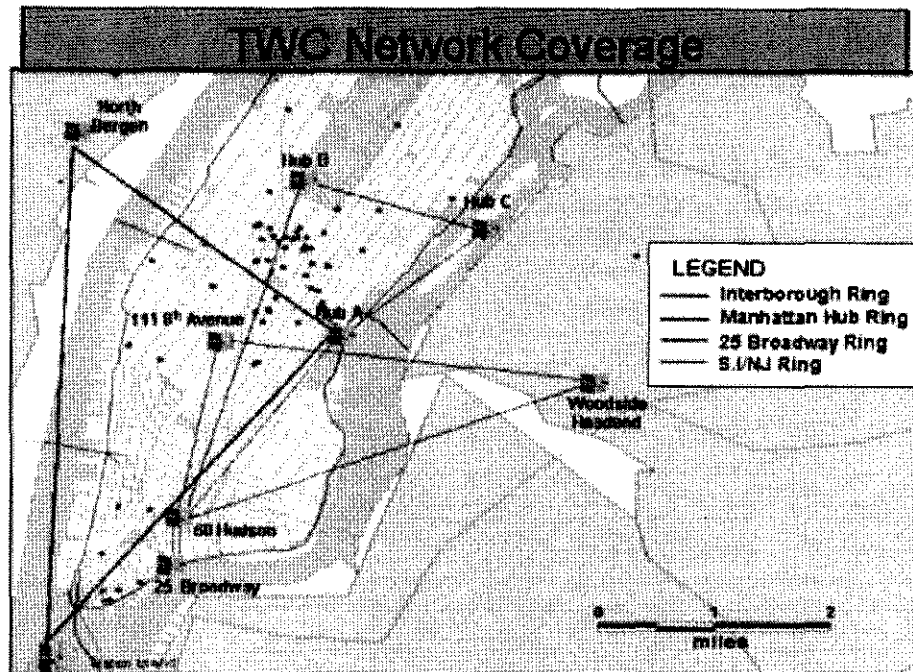 TWC Network Coverage
North
Bergen
Hub B
Hub C
LEGEND
Interborough Ring
Manhattan Hub Ring
25 Broadway Ring
S.I/NJ Ring
Hub A
111 8th Avenue
Woodside
Headend
60 Hudson
25 Broadway
0 1 2
miles